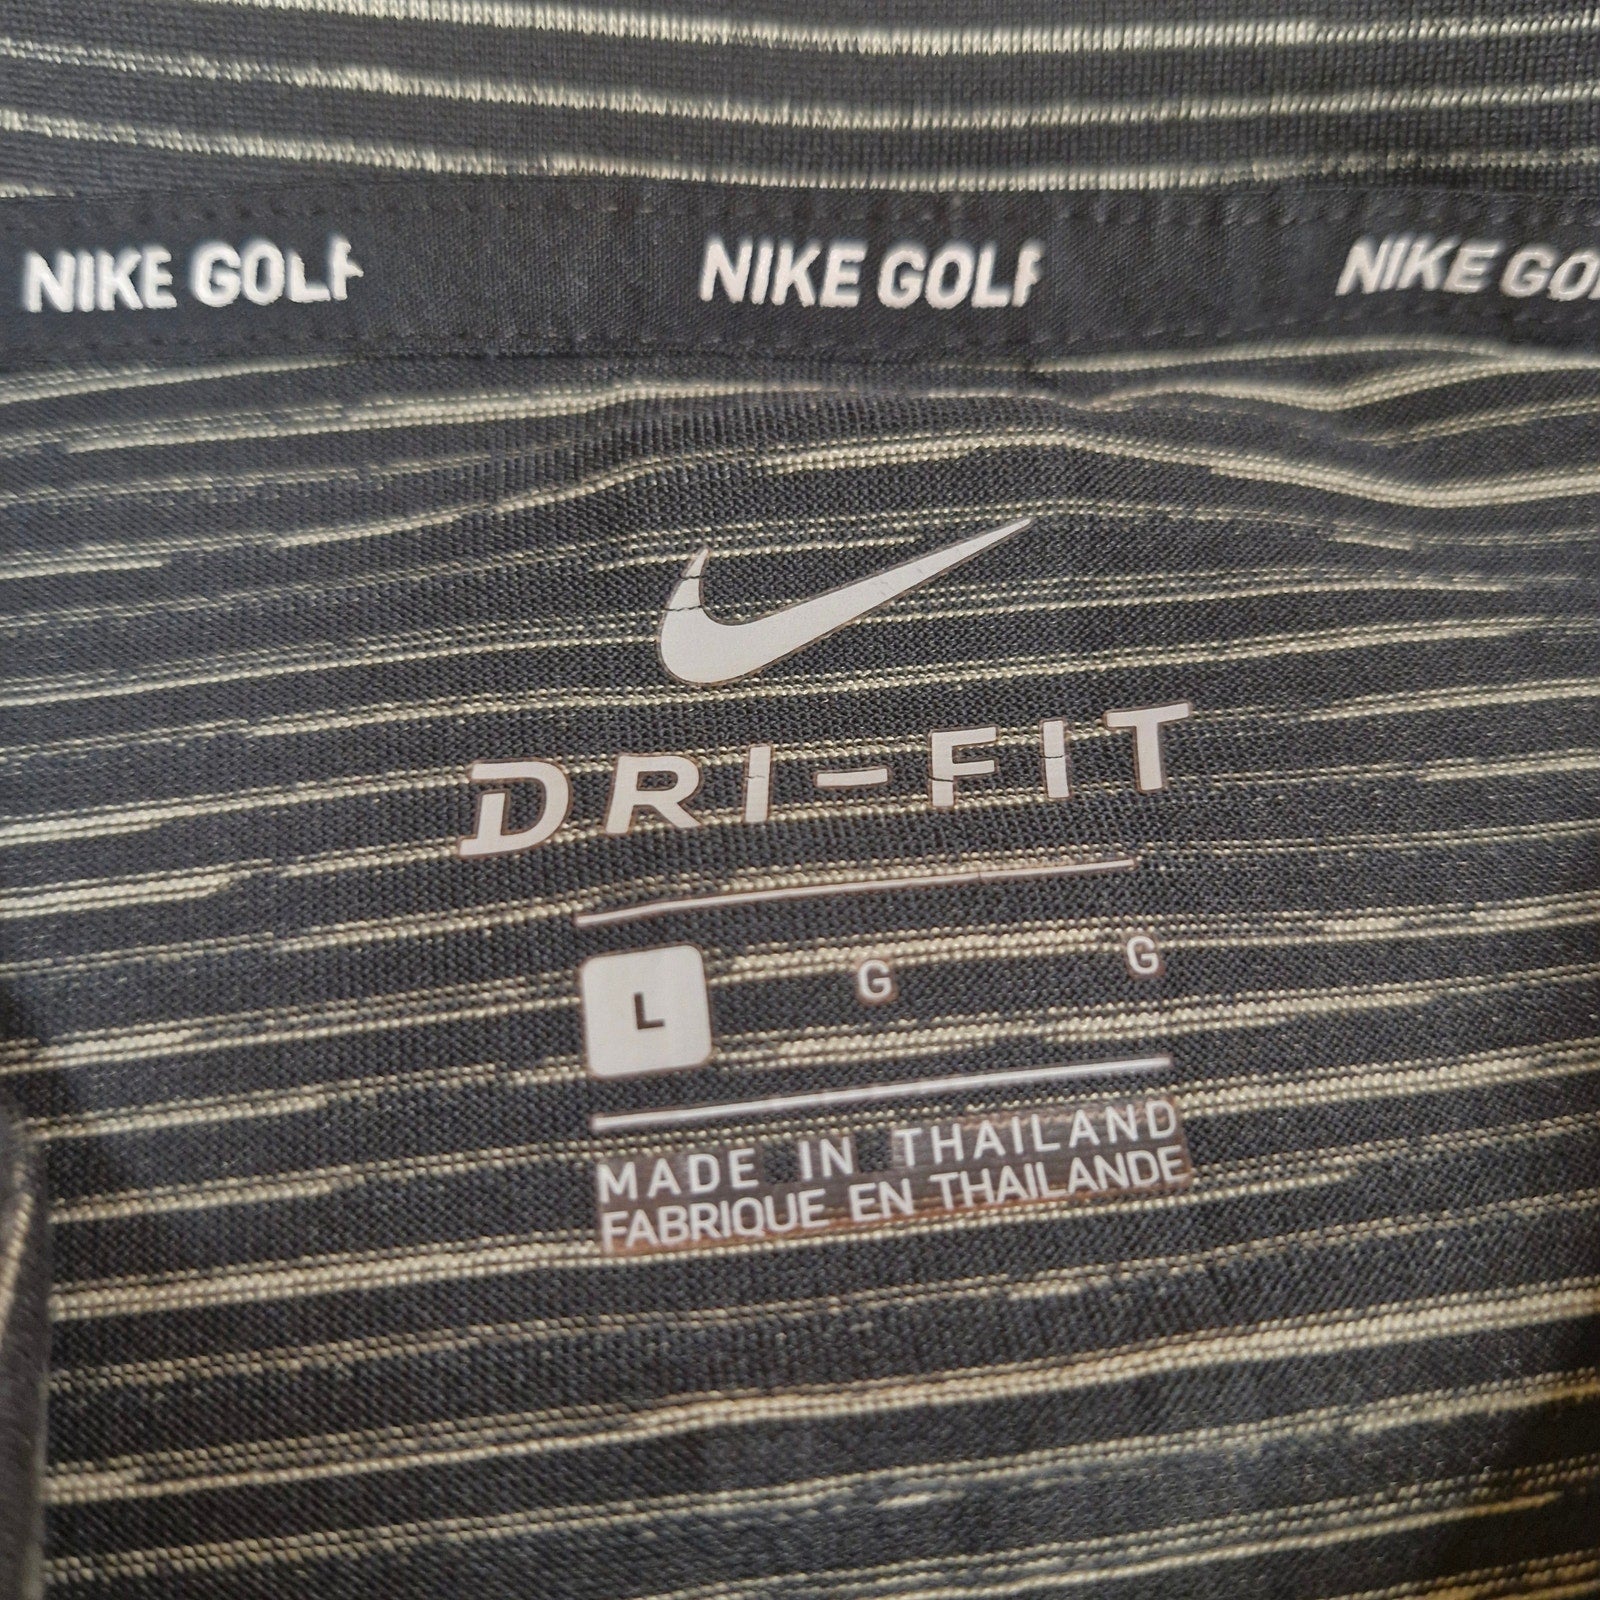 NIKE GOLF NIKE GOLF NIKE GO
DRI-FIT
L G G
MADE IN THAILAND
FABRIQUE EN THAILANDE